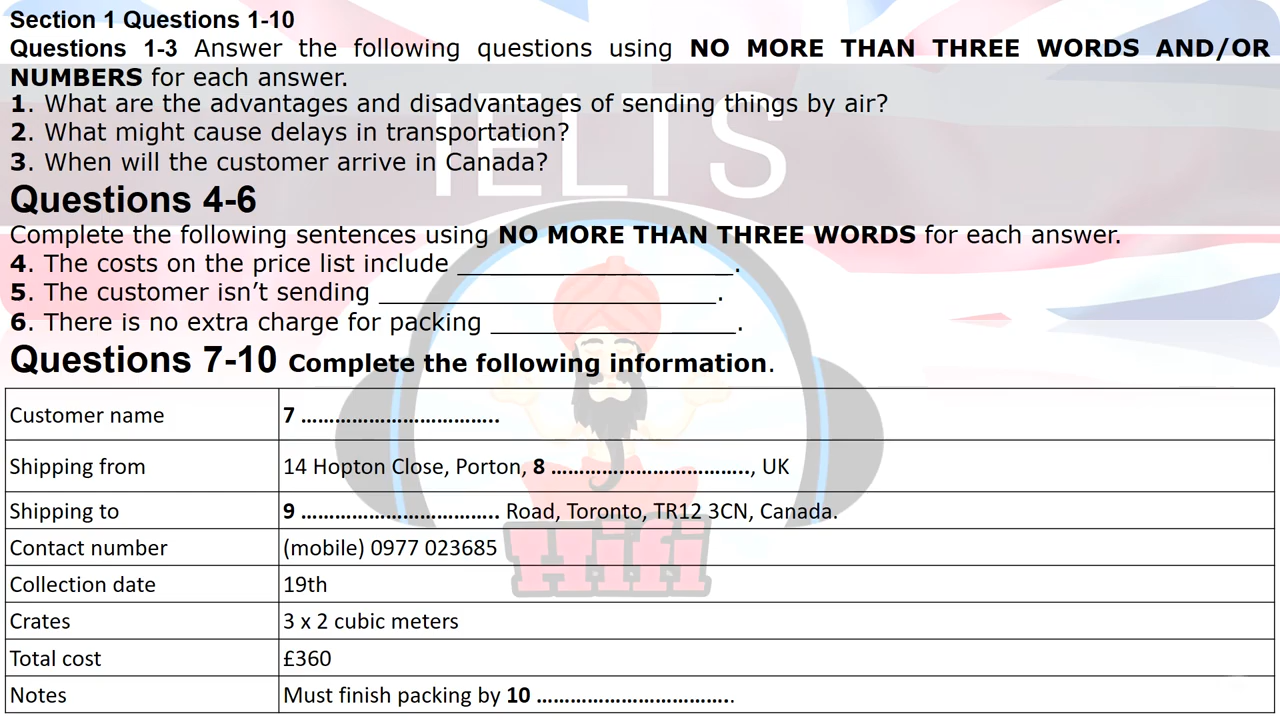 Section 1 Questions 1-10
Questions 1-3 Answer the following questions using NO MORE THAN THREE WORDS AND/OR
NUMBERS for each answer.
1. What are the advantages and disadvantages of sending things by air?
2. What might cause delays in transportation?
3. When will the customer arrive in Canada?
IELTS
Questions 4-6
Complete the following sentences using NO MORE THAN THREE WORDS for each answer.
4. The costs on the price list include ____________________.
5. The customer isn’t sending _________________________.
6. There is no extra charge for packing __________________.
Questions 7-10 Complete the following information.
Customer name 7 ……………………………..
Shipping from 14 Hopton Close, Porton, 8  …………………………….., UK
Shipping to 9 …………………………….. Road, Toronto, TR12 3CN, Canada.
Contact number (mobile) 0977 023685
Hifi
Collection date 19th
Crates 3 x 2 cubic meters
Total cost £360
Notes Must finish packing by 10 ……………………………..